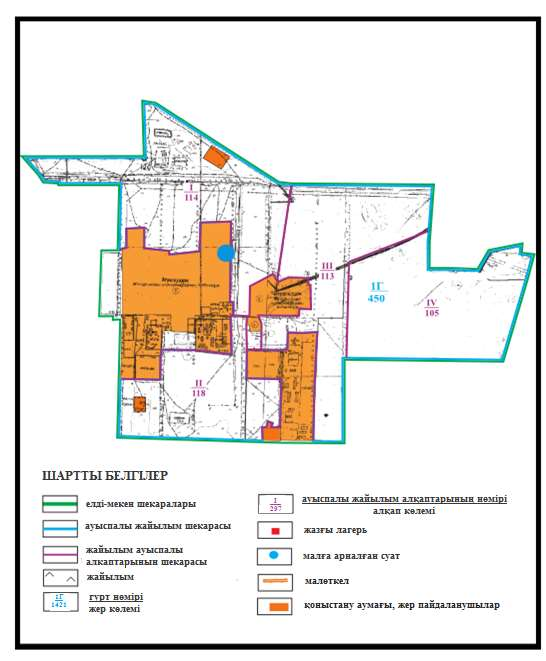 I
114
III
113
1Г
450
IV
105
II
118
ШАРТТЫ БЕЛГІЛЕР
елді-мекен шекаралары
ауыспалы жайылым шекарасы
жайылым ауыспалы
алқаптарының шекарасы
жайылым
1Г
1421
гүрт нөмірі
жер көлемі
I
297
ауыспалы жайылым алқаптарының нөмірі
алқап көлемі
жазғы лагерь
малға арналған суат
малөткел
қоныстану аумағы, жер пайдаланушылар